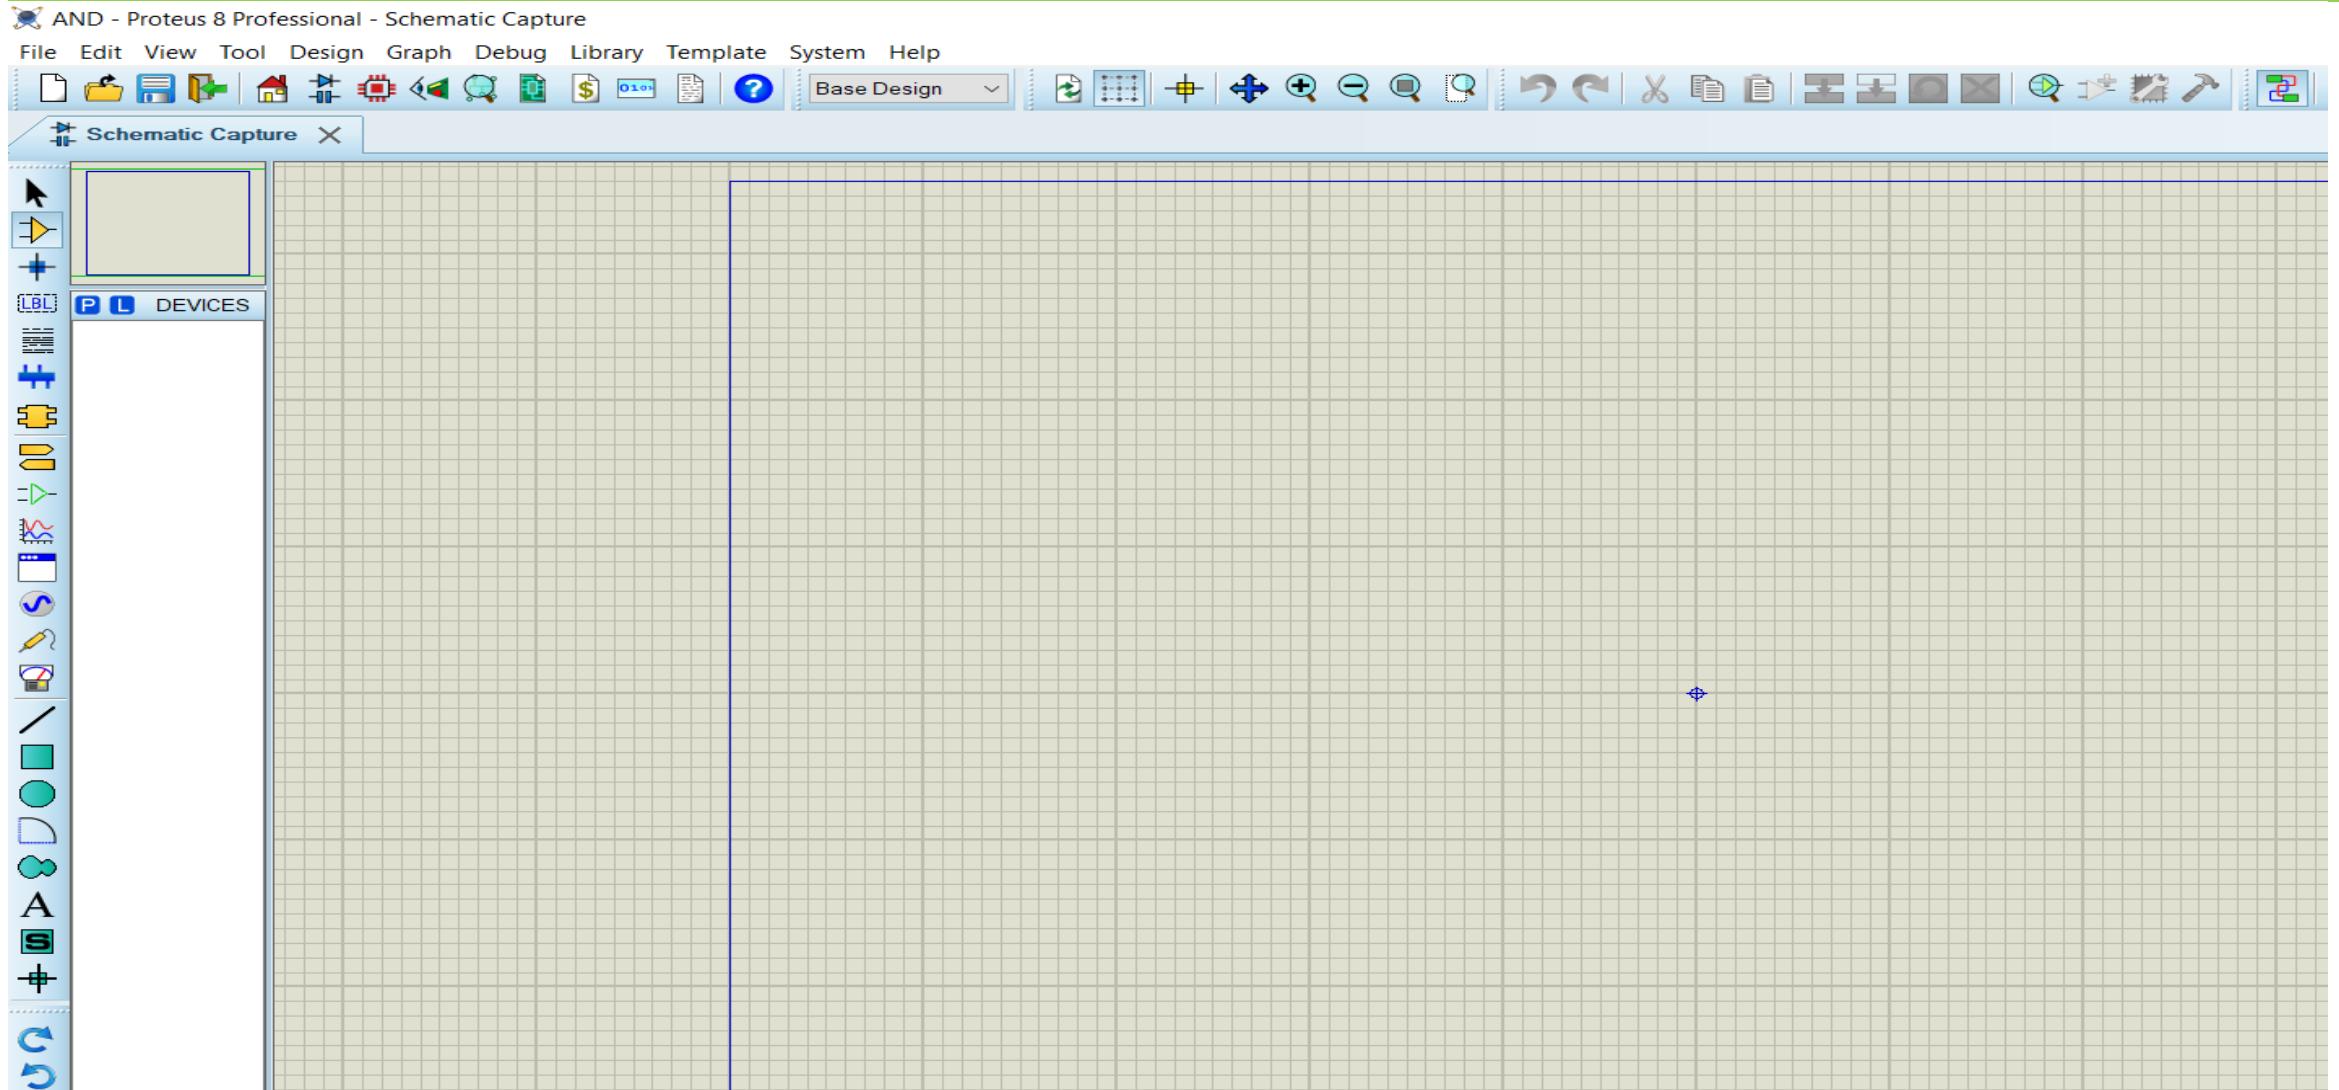 AND - Proteus 8 Professional - Schematic Capture
File Edit View Tool Design Graph Debug Library Template System Help
$ 0101 ? Base Design
Schematic Capture
LBL P L DEVICES
A
S